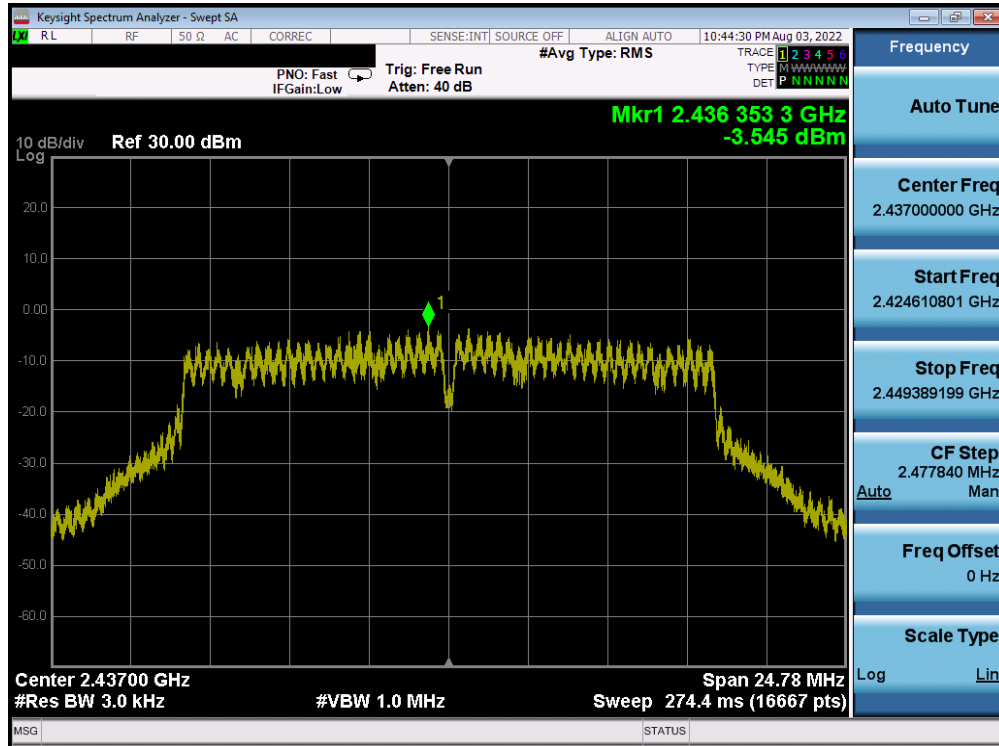 Keysight Spectrum Analyzer - Swept SA
LXI RL RF 50 Ω AC CORREC SENSE:INT SOURCE OFF ALIGN AUTO 10:44:30 PM Aug 03, 2022
#Avg Type: RMS
TRACE 1 2 3 4 5 6
PNO: Fast Trig: Free Run
TYPE M WWWWW
IFGain:Low Atten: 40 dB
DET P N N N N N
Mkr1 2.436 353 3 GHz
-3.545 dBm
10 dB/div Ref 30.00 dBm
Log
20.0
10.0
0.00
-10.0
-20.0
-30.0
-40.0
-50.0
-60.0
1
Center 2.43700 GHz Span 24.78 MHz
#Res BW 3.0 kHz #VBW 1.0 MHz Sweep 274.4 ms (16667 pts)
MSG STATUS
Frequency
Auto Tune
Center Freq
2.437000000 GHz
Start Freq
2.424610801 GHz
Stop Freq
2.449389199 GHz
CF Step
2.477840 MHz
Auto Man
Freq Offset
0 Hz
Scale Type
Log Lin